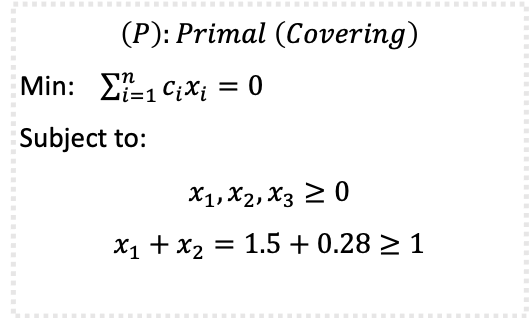 (P): Primal (Covering)
Min: ∑ⁿᵢ₌₁ cᵢxᵢ = 0
Subject to:
x₁, x₂, x₃ ≥ 0
x₁ + x₂ = 1.5 + 0.28 ≥ 1